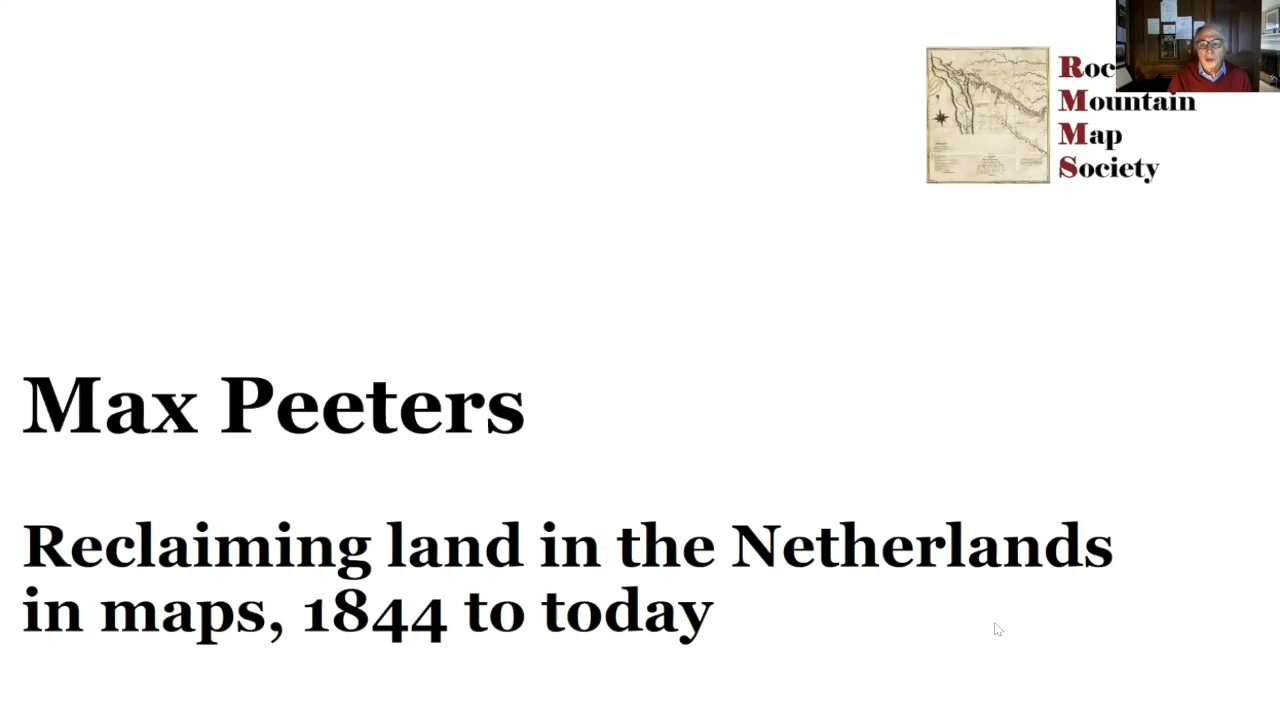 Roc
Mountain
Map
Society
Max Peeters
Reclaiming land in the Netherlands
in maps, 1844 to today